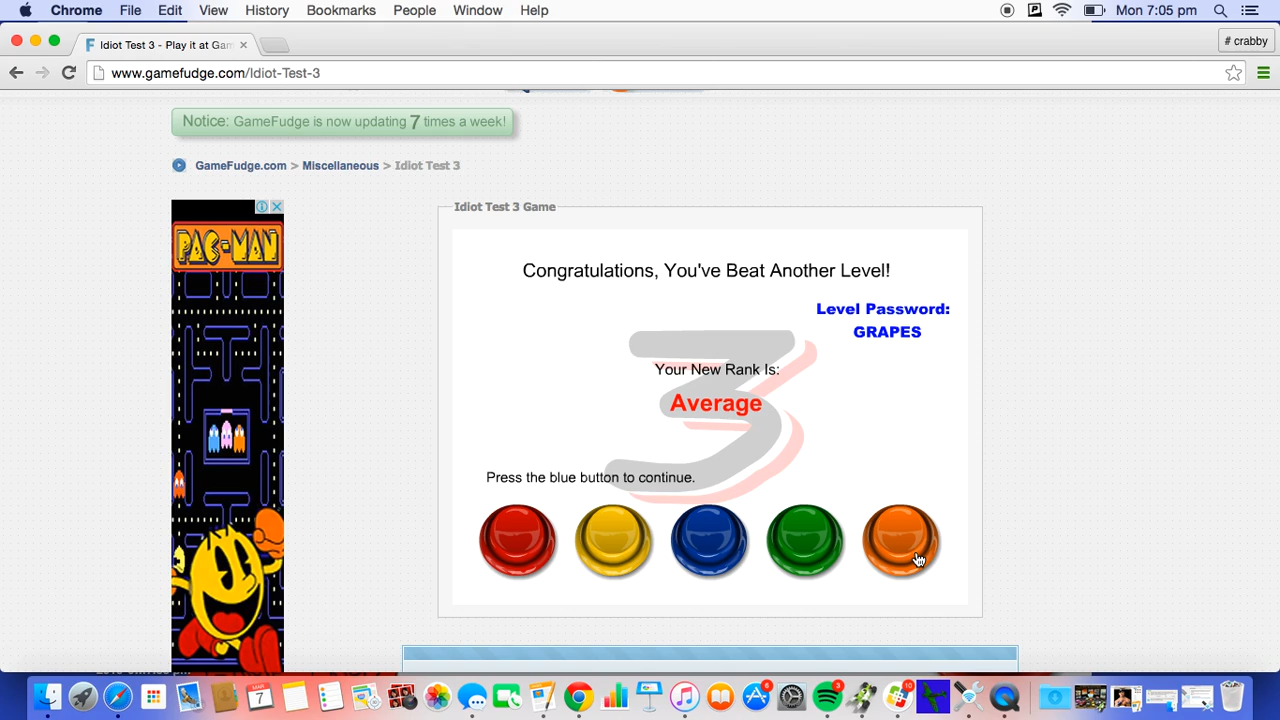 Chrome File Edit View History Bookmarks People Window Help Mon 7:05 pm
F Idiot Test 3 - Play it at Gam
# crabby
www.gamefudge.com/Idiot-Test-3
Notice: GameFudge is now updating 7 times a week!
GameFudge.com > Miscellaneous > Idiot Test 3
PAC-MAN
Idiot Test 3 Game
Congratulations, You've Beat Another Level!
Level Password:
GRAPES
3
Your New Rank Is:
Average
Press the blue button to continue.